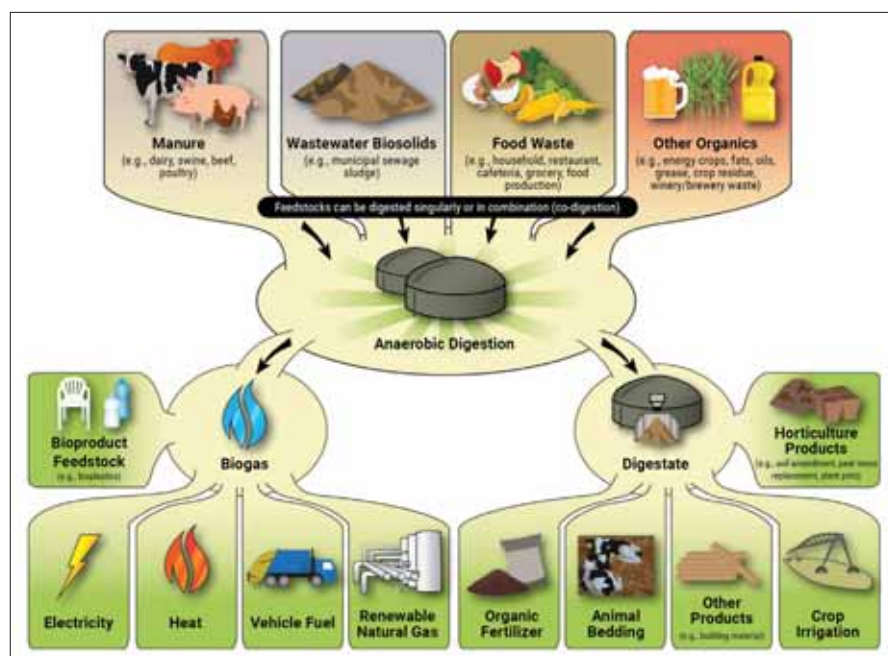 Manure
(e.g., dairy, swine, beef,
poultry)
Wastewater Biosolids
(e.g., municipal sewage
sludge)
Food Waste
(e.g., household, restaurant,
cafeteria, grocery, food
production)
Other Organics
(e.g., energy crops, fats, oils,
grease, crop residue,
winery/brewery waste)
Feedstocks can be digested singularly or in combination (co-digestion)
Anaerobic Digestion
Bioproduct
Feedstock
(e.g., bioplastics)
Biogas
Digestate
Horticulture
Products
(e.g., soil amendment, peat moss
replacement, plant pots)
Electricity
Heat
Vehicle Fuel
Renewable
Natural Gas
Organic
Fertilizer
Animal
Bedding
Other
Products
(e.g., building material)
Crop
Irrigation